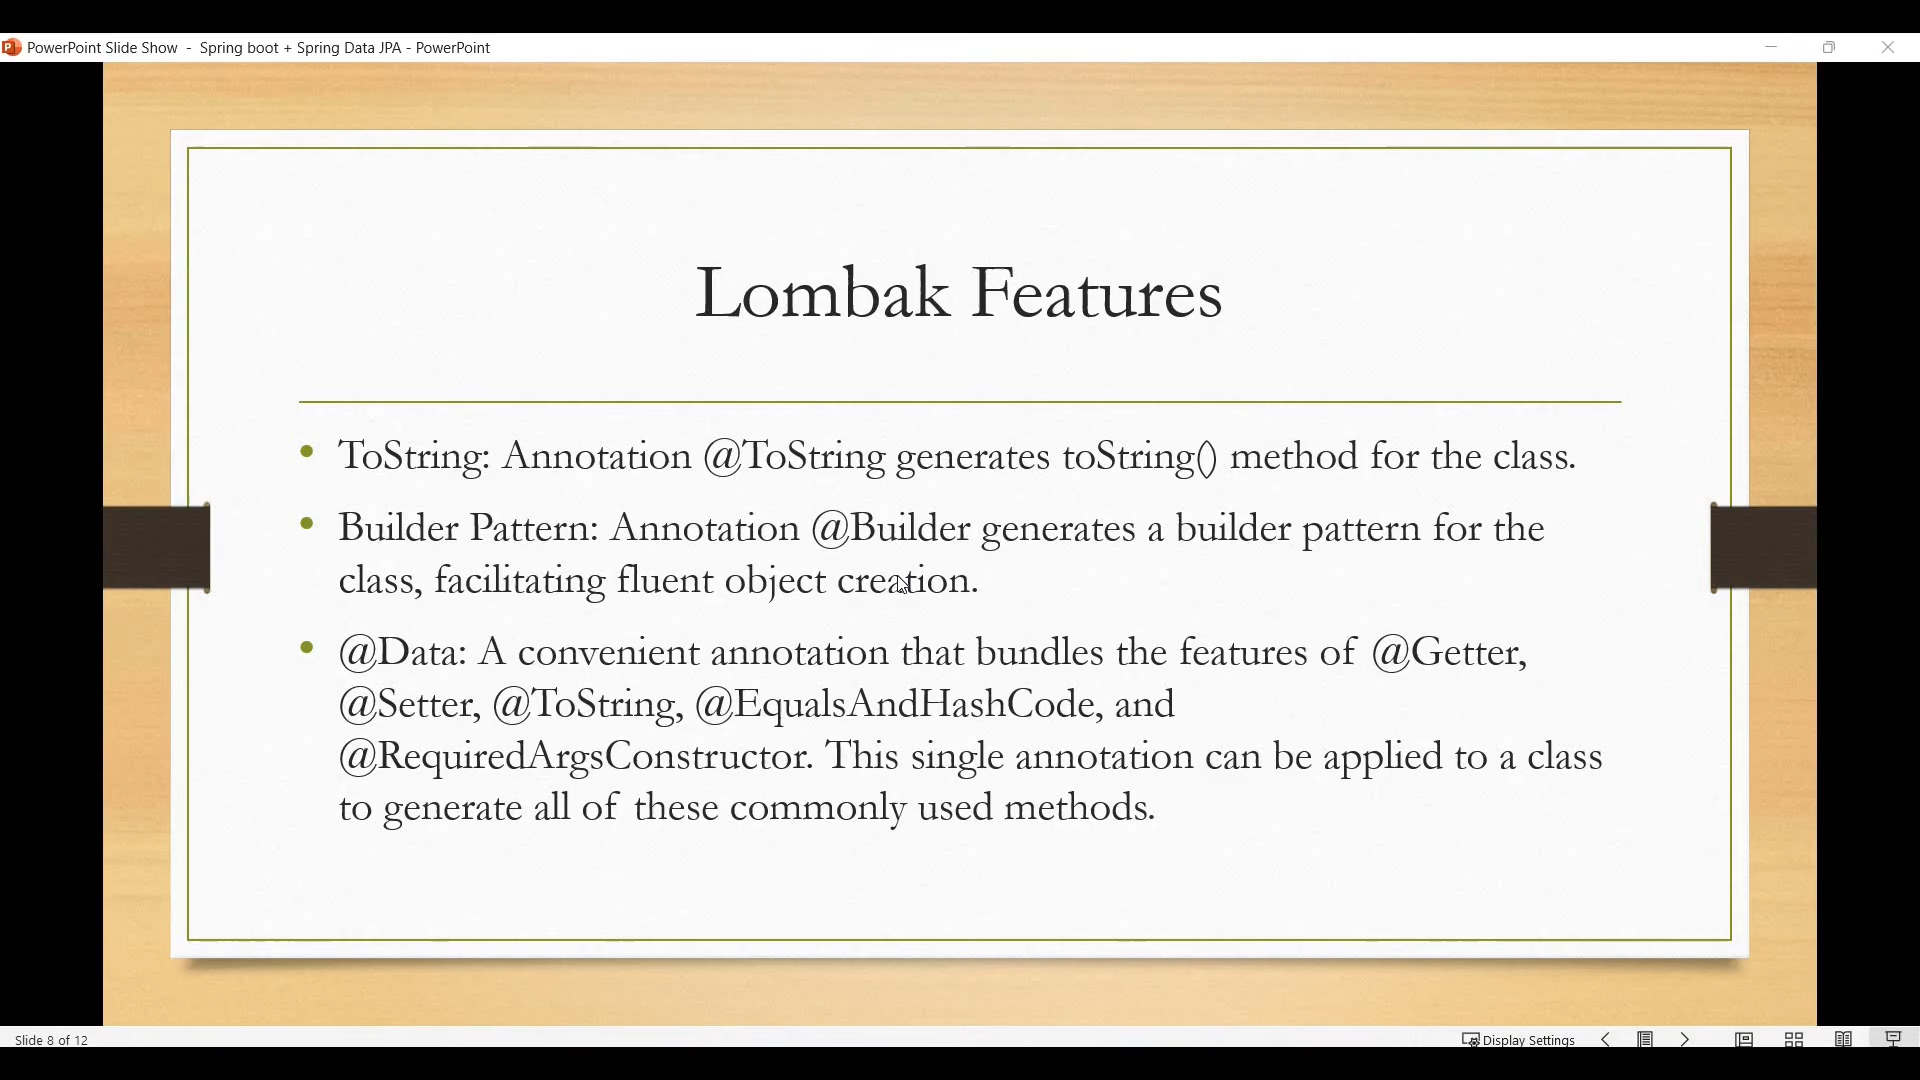 PowerPoint Slide Show - Spring boot + Spring Data JPA - PowerPoint
Lombak Features
• ToString: Annotation @ToString generates toString() method for the class.
• Builder Pattern: Annotation @Builder generates a builder pattern for the
class, facilitating fluent object creation.
• @Data: A convenient annotation that bundles the features of @Getter,
@Setter, @ToString, @EqualsAndHashCode, and
@RequiredArgsConstructor. This single annotation can be applied to a class
to generate all of these commonly used methods.
Slide 8 of 12
Display Settings